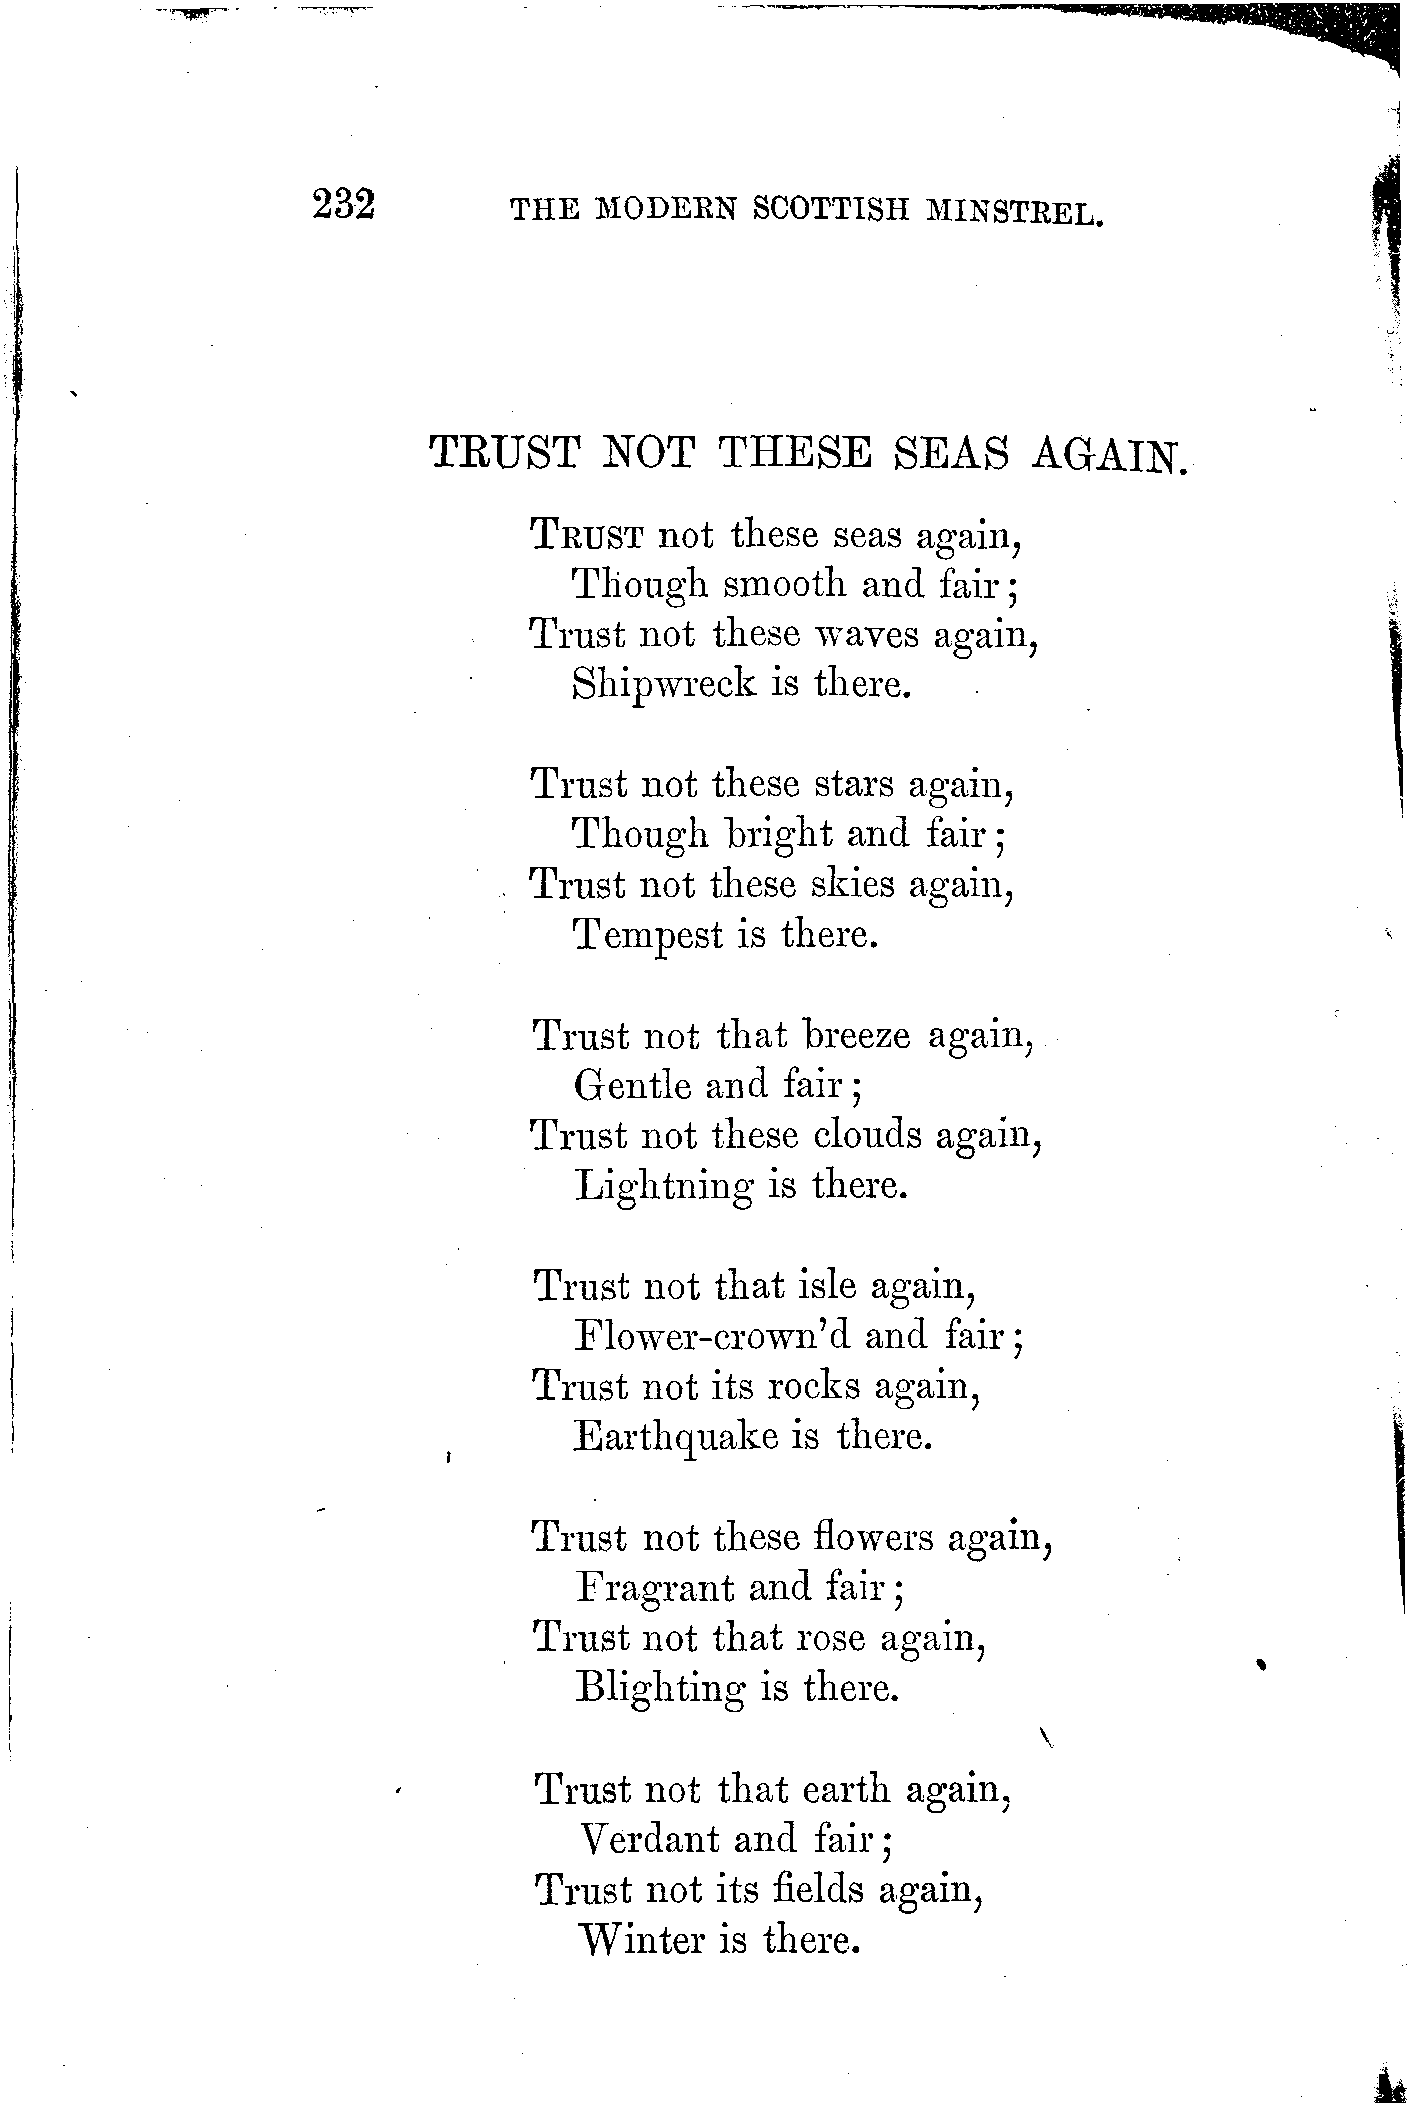 232 THE MODERN SCOTTISH MINSTREL.
TRUST NOT THESE SEAS AGAIN.
TRUST not these seas again,
Though smooth and fair;
Trust not these waves again,
Shipwreck is there.
Trust not these stars again,
Though bright and fair;
Trust not these skies again,
Tempest is there.
Trust not that breeze again,
Gentle and fair;
Trust not these clouds again,
Lightning is there.
Trust not that isle again,
Flower-crown'd and fair;
Trust not its rocks again,
Earthquake is there.
Trust not these flowers again,
Fragrant and fair;
Trust not that rose again,
Blighting is there.
Trust not that earth again,
Verdant and fair;
Trust not its fields again,
Winter is there.